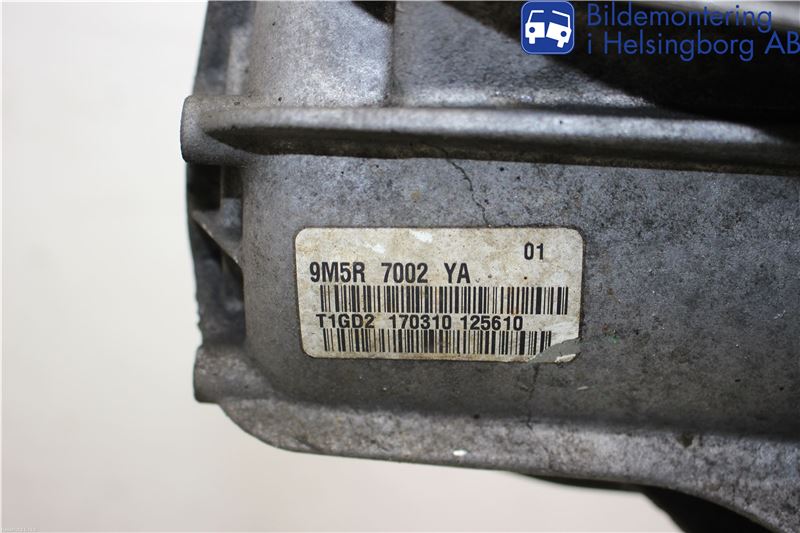 Bildemontering
i Helsingborg AB
01
9M5R 7002 YA
T1GD2 170310 125610